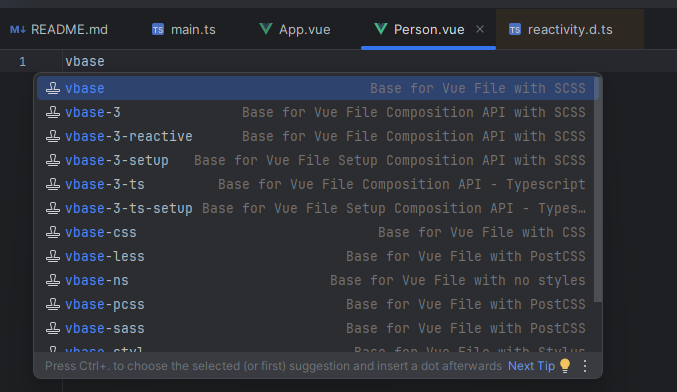 M↓ README.md TS main.ts App.vue Person.vue × TS reactivity.d.ts
1 vbase
vbase Base for Vue File with SCSS
vbase-3 Base for Vue File Composition API with SCSS
vbase-3-reactive Base for Vue File Composition API with SCSS
vbase-3-setup Base for Vue File Setup Composition API with SCSS
vbase-3-ts Base for Vue File Composition API - Typescript
vbase-3-ts-setup Base for Vue File Setup Composition API - Types…
vbase-css Base for Vue File with CSS
vbase-less Base for Vue File with PostCSS
vbase-ns Base for Vue File with no styles
vbase-pcss Base for Vue File with PostCSS
vbase-sass Base for Vue File with PostCSS
vbase-styl Base for Vue File with Stylus
Press Ctrl+. to choose the selected (or first) suggestion and insert a dot afterwards Next Tip